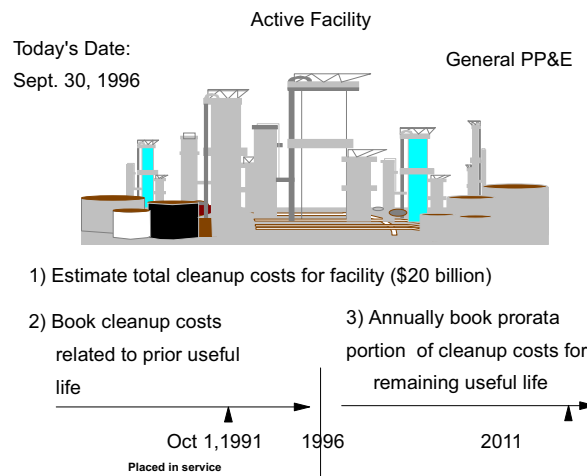 Active Facility
Today's Date:
Sept. 30, 1996
General PP&E
1) Estimate total cleanup costs for facility ($20 billion)
2) Book cleanup costs
related to prior useful
life
3) Annually book prorata
portion of cleanup costs for
remaining useful life
Oct 1,1991
1996
2011
Placed in service